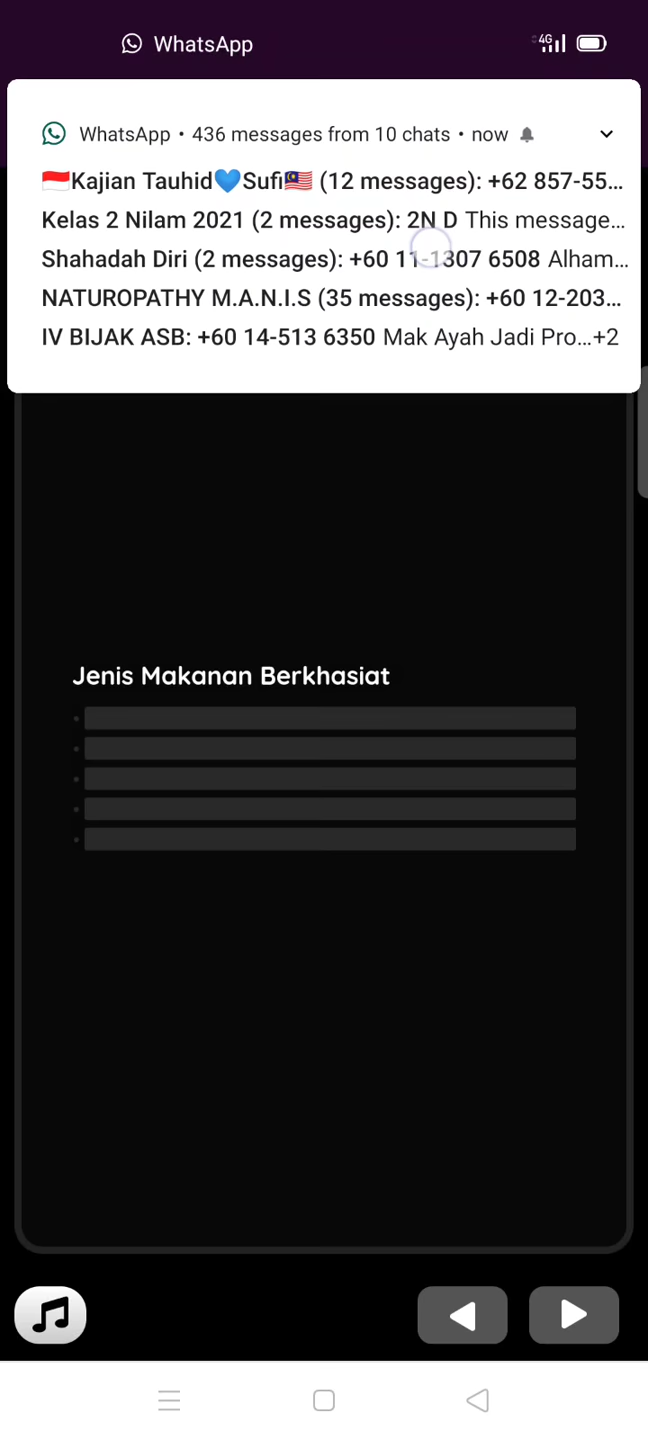 WhatsApp
4G
WhatsApp • 436 messages from 10 chats • now
🇮🇩Kajian Tauhid💙Sufi🇲🇾 (12 messages): +62 857-55...
Kelas 2 Nilam 2021 (2 messages): 2N D This message...
Shahadah Diri (2 messages): +60 11-1307 6508 Alham...
NATUROPATHY M.A.N.I.S (35 messages): +60 12-203...
IV BIJAK ASB: +60 14-513 6350 Mak Ayah Jadi Pro...+2
Jenis Makanan Berkhasiat